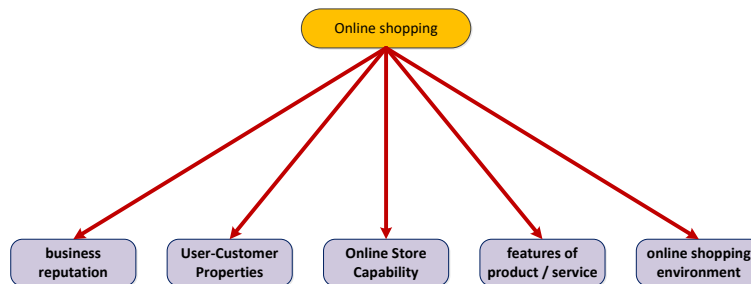 Online shopping
business
reputation
User-Customer
Properties
Online Store
Capability
features of
product / service
online shopping
environment